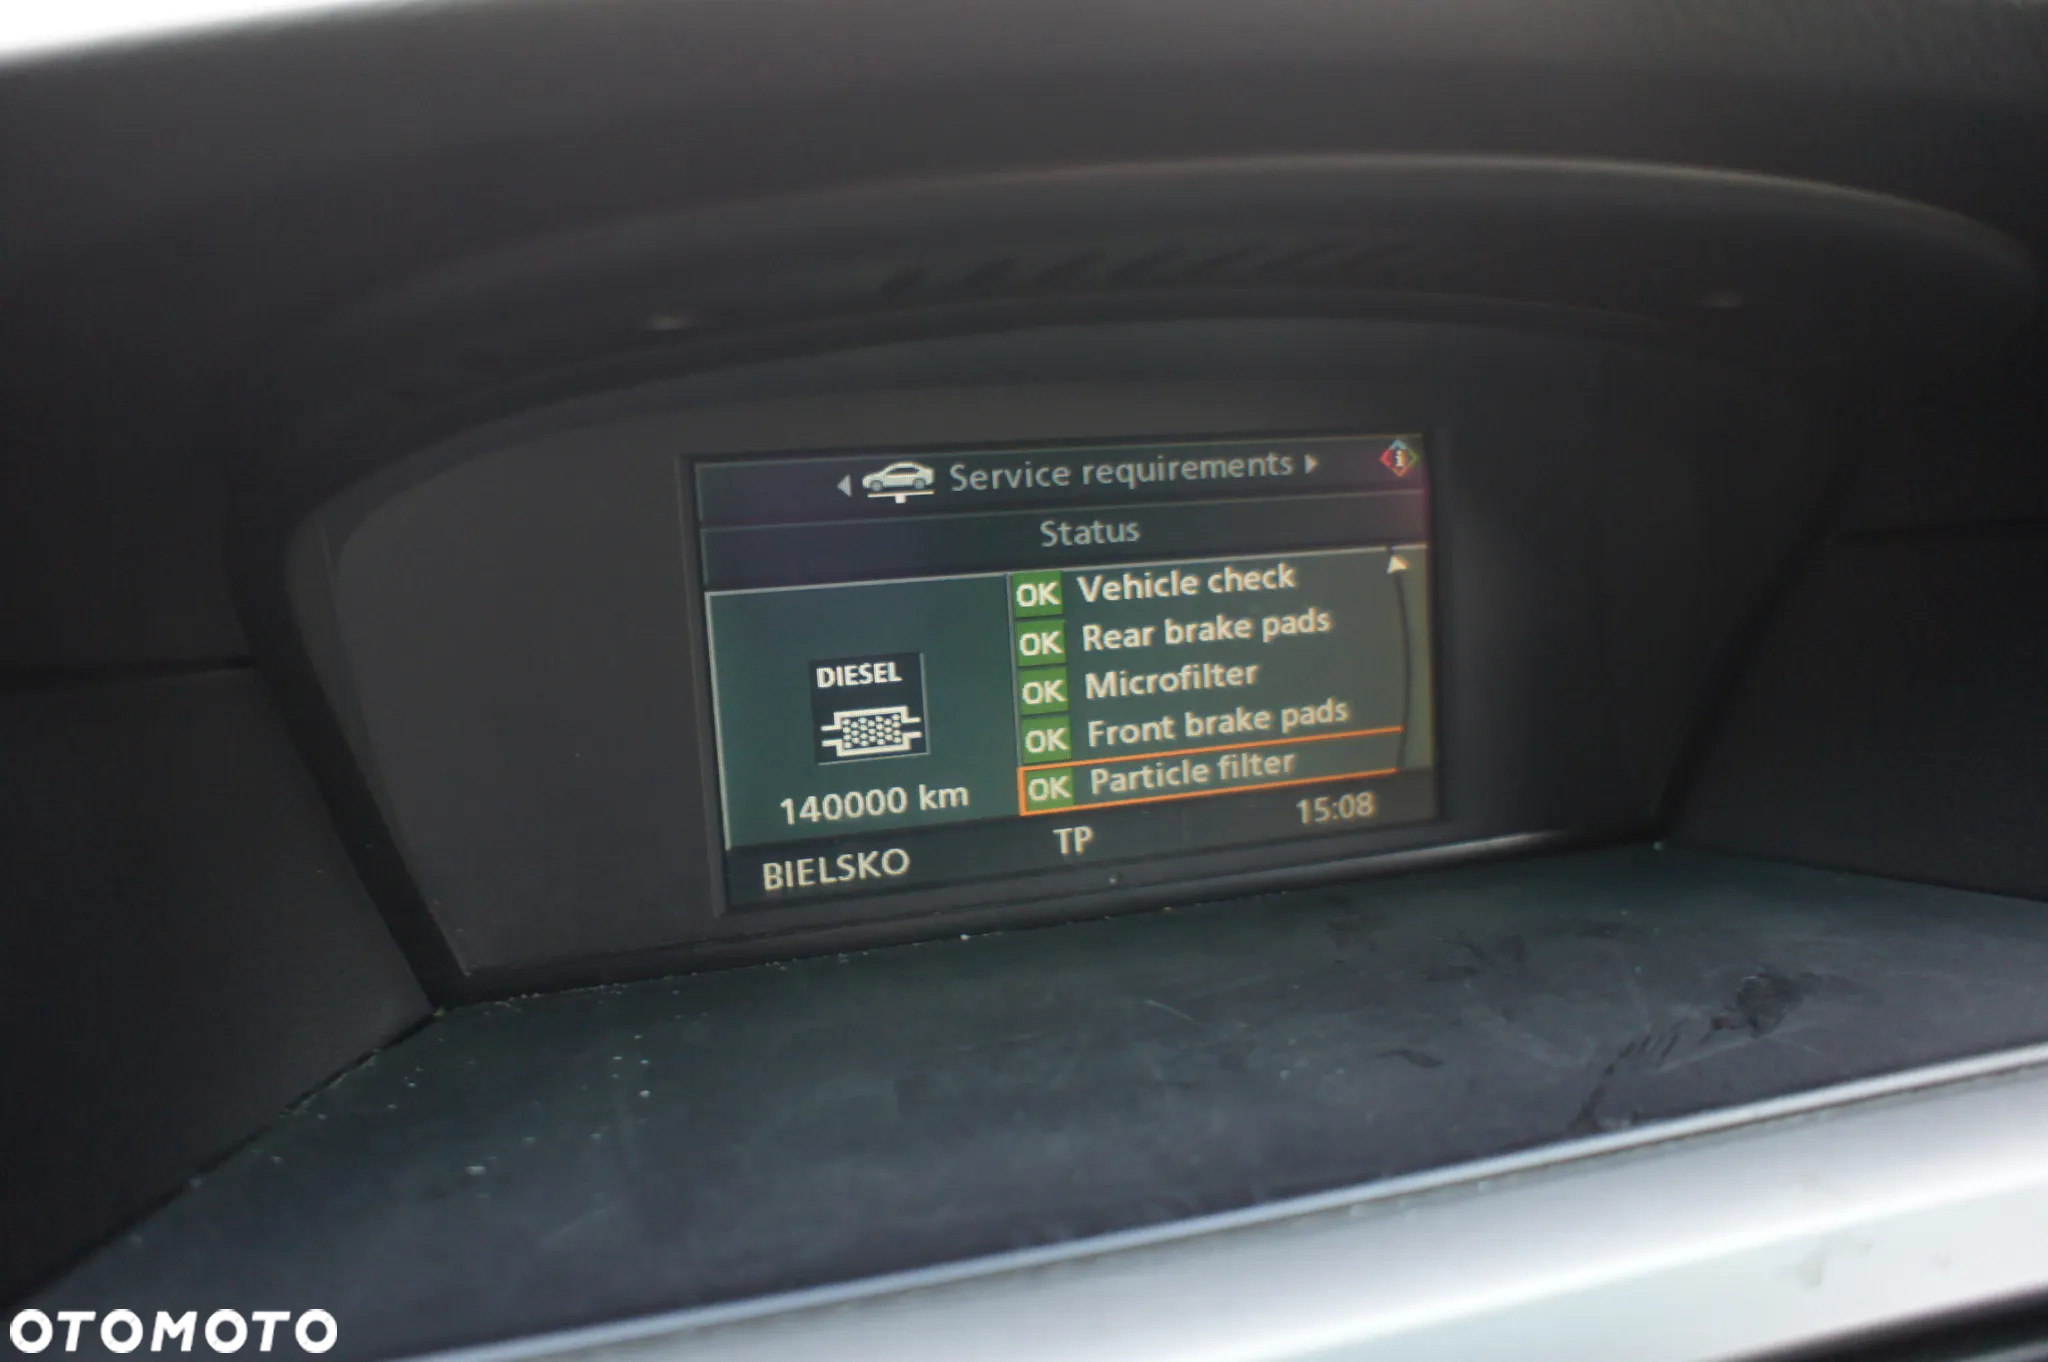 Service requirements
Status
OK Vehicle check
OK Rear brake pads
OK Microfilter
OK Front brake pads
OK Particle filter
DIESEL
140000 km
15:08
BIELSKO
TP
OTOMOTO